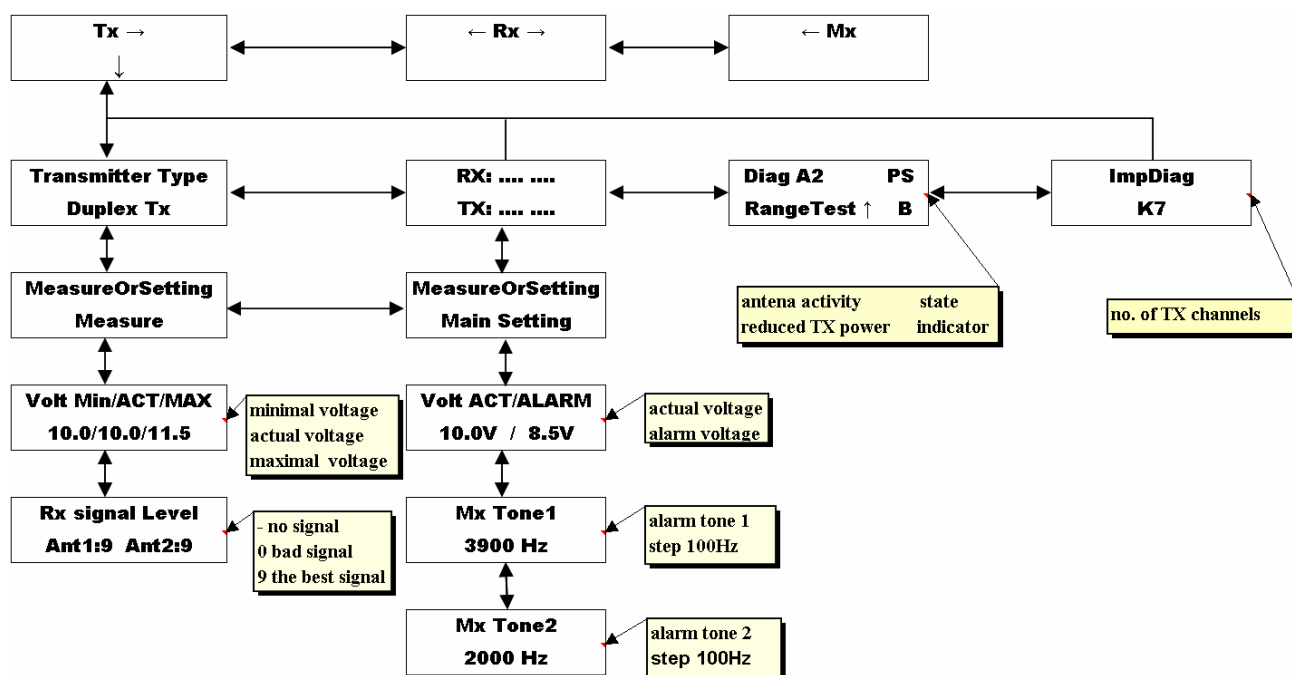 Tx →
↓
← Rx →
← Mx
Transmitter Type
Duplex Tx
RX: .... ....
TX: .... ....
Diag A2 PS
RangeTest ↑ B
ImpDiag
K7
MeasureOrSetting
Measure
MeasureOrSetting
Main Setting
antena activity state
reduced TX power indicator
no. of TX channels
Volt Min/ACT/MAX
10.0/10.0/11.5
minimal voltage
actual voltage
maximal voltage
Volt ACT/ALARM
10.0V / 8.5V
actual voltage
alarm voltage
Rx signal Level
Ant1:9 Ant2:9
- no signal
0 bad signal
9 the best signal
Mx Tone1
3900 Hz
alarm tone 1
step 100Hz
Mx Tone2
2000 Hz
alarm tone 2
step 100Hz